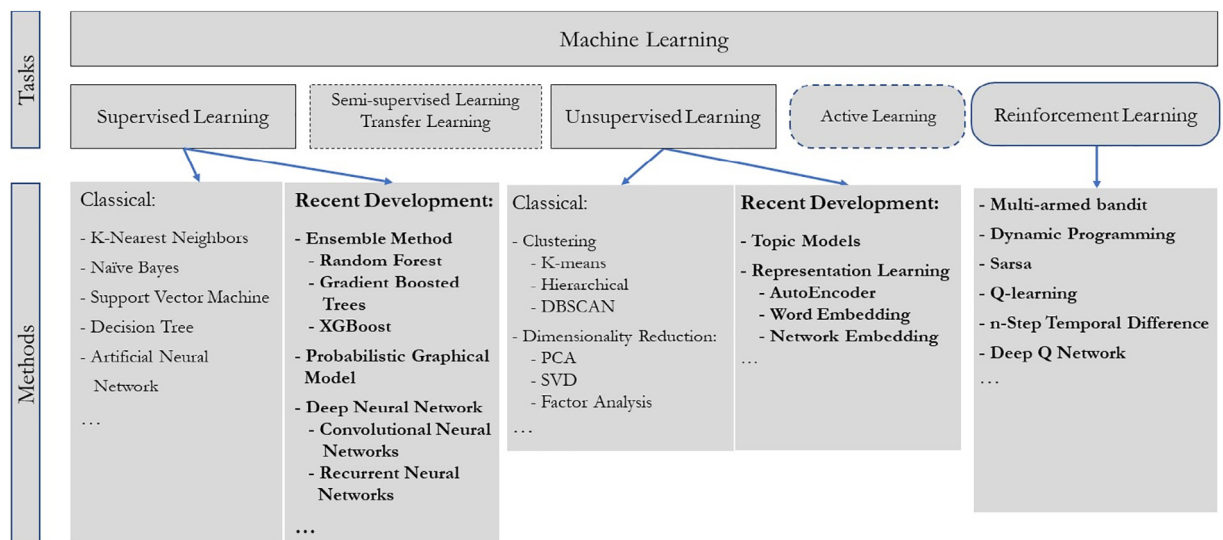 Tasks
Machine Learning
Supervised Learning
Semi-supervised Learning
Transfer Learning
Unsupervised Learning
Active Learning
Reinforcement Learning
Methods
Classical:
- K-Nearest Neighbors
- Naïve Bayes
- Support Vector Machine
- Decision Tree
- Artificial Neural
Network
…
Recent Development:
- Ensemble Method
- Random Forest
- Gradient Boosted
Trees
- XGBoost
- Probabilistic Graphical
Model
- Deep Neural Network
- Convolutional Neural
Networks
- Recurrent Neural
Networks
…
Classical:
- Clustering
- K-means
- Hierarchical
- DBSCAN
- Dimensionality Reduction:
- PCA
- SVD
- Factor Analysis
…
Recent Development:
- Topic Models
- Representation Learning
- AutoEncoder
- Word Embedding
- Network Embedding
…
- Multi-armed bandit
- Dynamic Programming
- Sarsa
- Q-learning
- n-Step Temporal Difference
- Deep Q Network
…